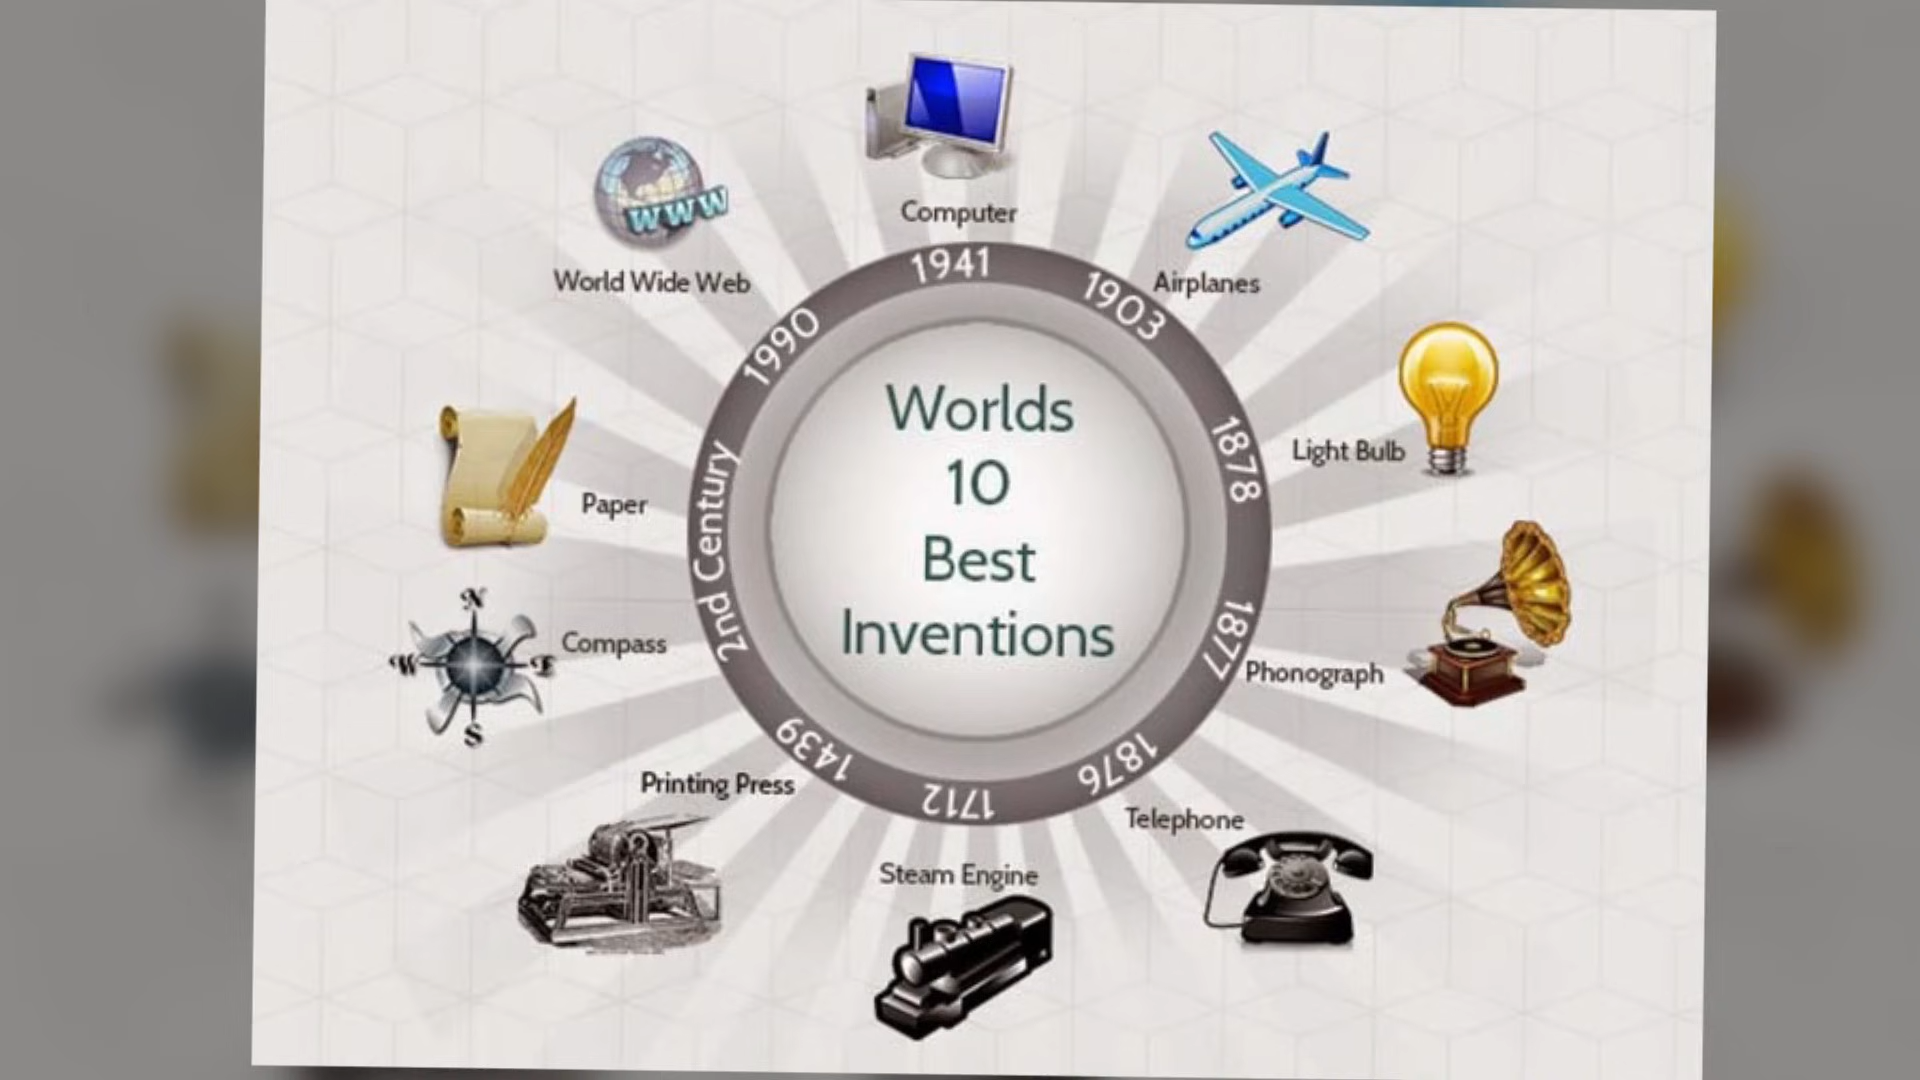 Worlds
10
Best
Inventions
Computer
1941
Airplanes
1903
Light Bulb
1878
Phonograph
1877
Telephone
1876
Steam Engine
1712
Printing Press
1439
Compass
N
W
E
S
Paper
2nd Century
World Wide Web
WWW
1990